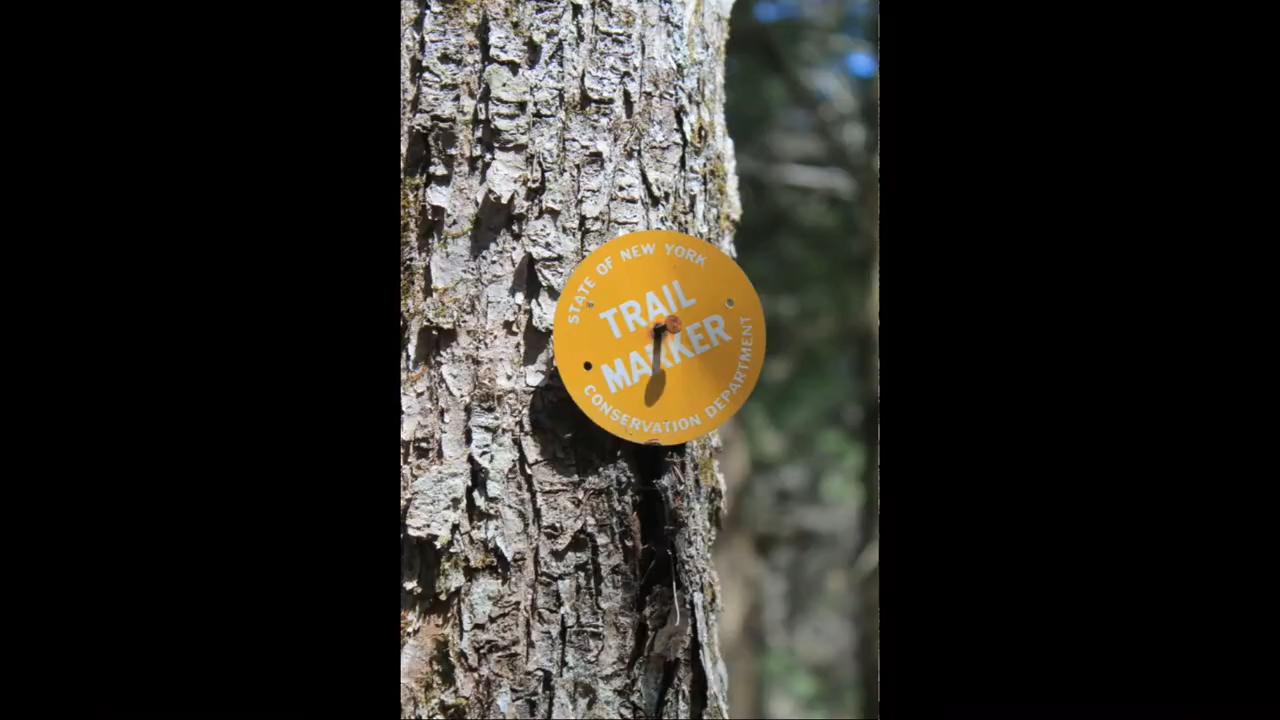 STATE OF NEW YORK
TRAIL
MARKER
CONSERVATION DEPARTMENT